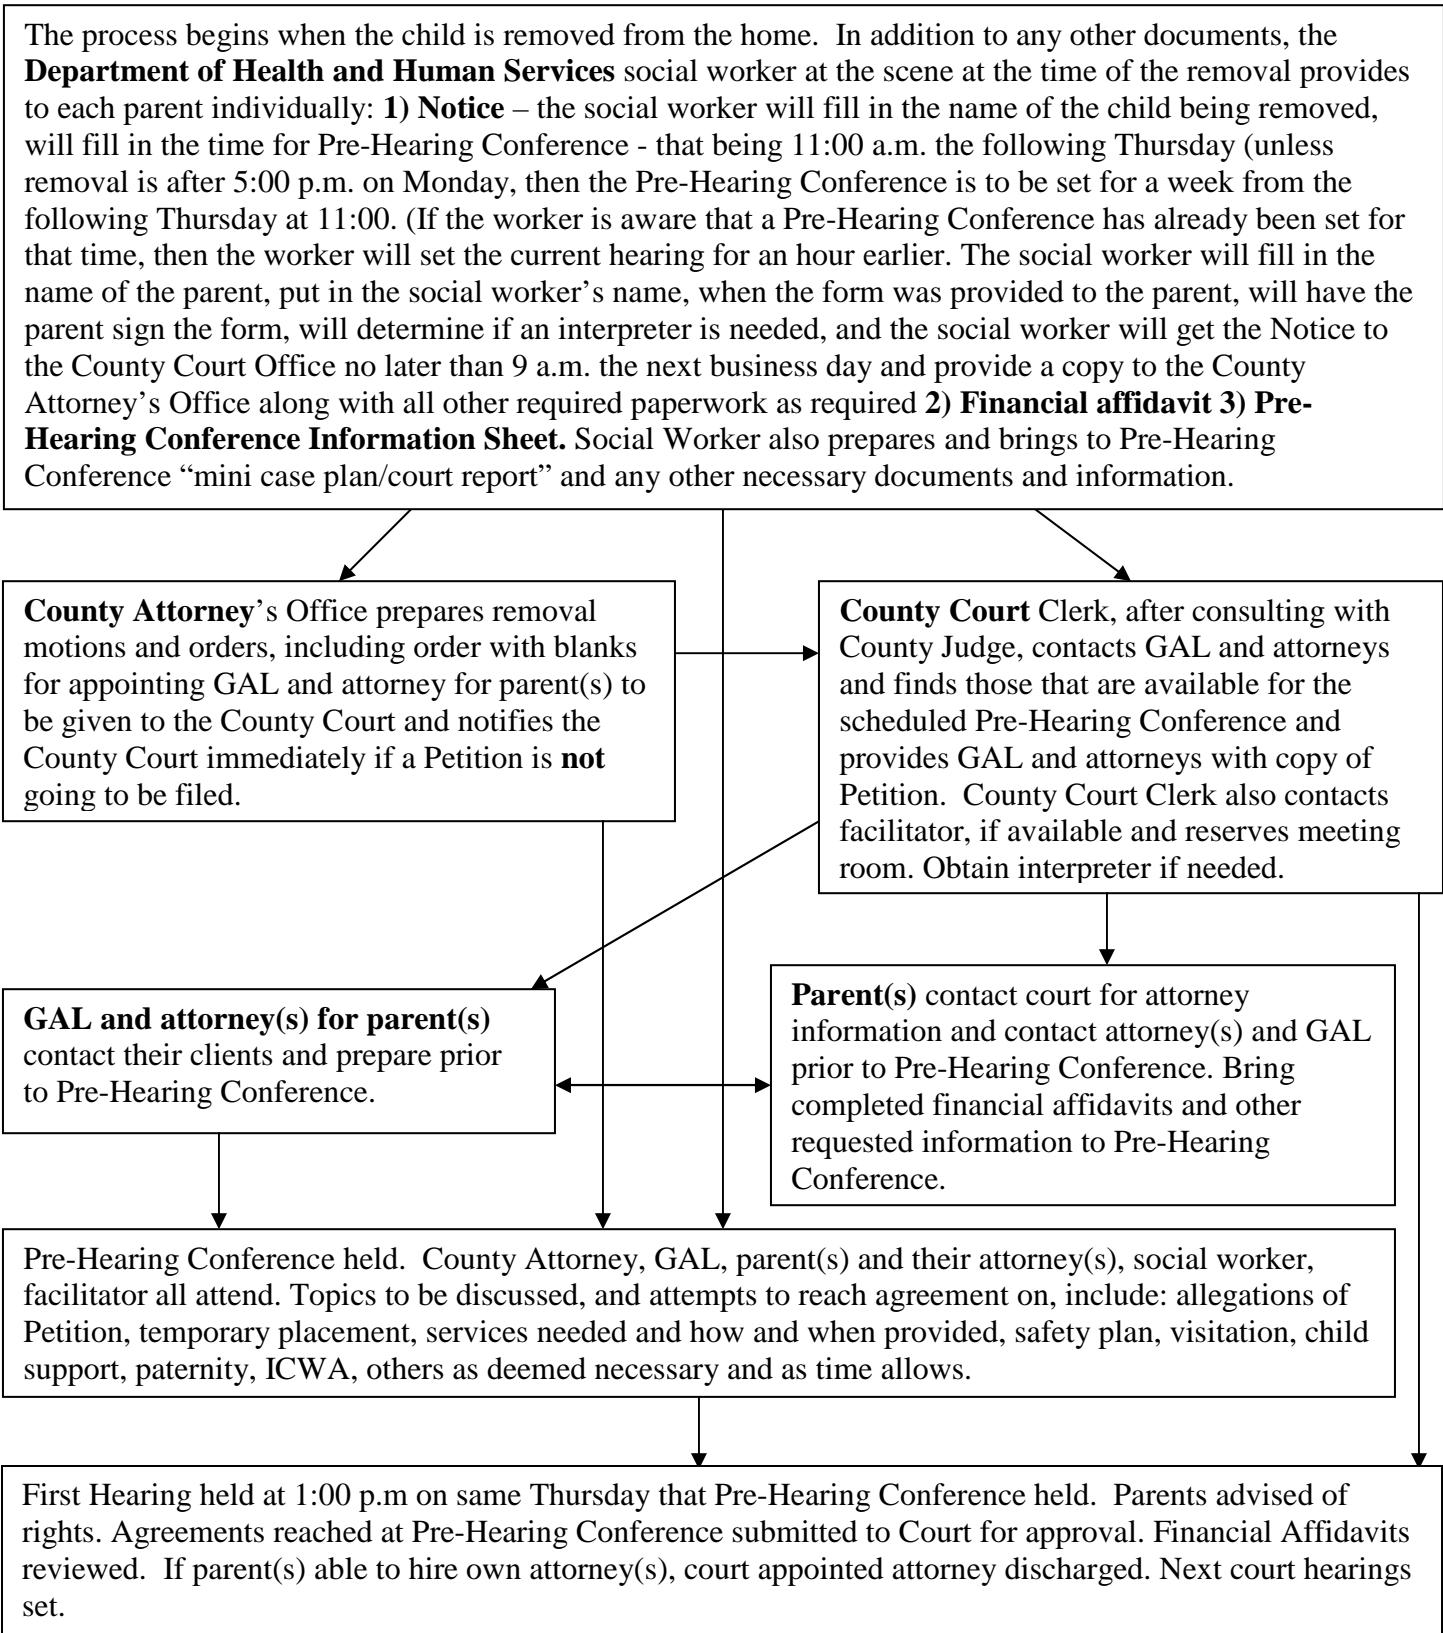 The process begins when the child is removed from the home.  In addition to any other documents, the
Department of Health and Human Services social worker at the scene at the time of the removal provides
to each parent individually: 1) Notice – the social worker will fill in the name of the child being removed,
will fill in the time for Pre-Hearing Conference - that being 11:00 a.m. the following Thursday (unless
removal is after 5:00 p.m. on Monday, then the Pre-Hearing Conference is to be set for a week from the
following Thursday at 11:00. (If the worker is aware that a Pre-Hearing Conference has already been set for
that time, then the worker will set the current hearing for an hour earlier. The social worker will fill in the
name of the parent, put in the social worker’s name, when the form was provided to the parent, will have the
parent sign the form, will determine if an interpreter is needed, and the social worker will get the Notice to
the County Court Office no later than 9 a.m. the next business day and provide a copy to the County
Attorney’s Office along with all other required paperwork as required 2) Financial affidavit 3) Pre-
Hearing Conference Information Sheet. Social Worker also prepares and brings to Pre-Hearing
Conference “mini case plan/court report” and any other necessary documents and information.
County Attorney’s Office prepares removal
motions and orders, including order with blanks
for appointing GAL and attorney for parent(s) to
be given to the County Court and notifies the
County Court immediately if a Petition is not
going to be filed.
County Court Clerk, after consulting with
County Judge, contacts GAL and attorneys
and finds those that are available for the
scheduled Pre-Hearing Conference and
provides GAL and attorneys with copy of
Petition.  County Court Clerk also contacts
facilitator, if available and reserves meeting
room. Obtain interpreter if needed.
GAL and attorney(s) for parent(s)
contact their clients and prepare prior
to Pre-Hearing Conference.
Parent(s) contact court for attorney
information and contact attorney(s) and GAL
prior to Pre-Hearing Conference. Bring
completed financial affidavits and other
requested information to Pre-Hearing
Conference.
Pre-Hearing Conference held.  County Attorney, GAL, parent(s) and their attorney(s), social worker,
facilitator all attend. Topics to be discussed, and attempts to reach agreement on, include: allegations of
Petition, temporary placement, services needed and how and when provided, safety plan, visitation, child
support, paternity, ICWA, others as deemed necessary and as time allows.
First Hearing held at 1:00 p.m on same Thursday that Pre-Hearing Conference held.  Parents advised of
rights. Agreements reached at Pre-Hearing Conference submitted to Court for approval. Financial Affidavits
reviewed.  If parent(s) able to hire own attorney(s), court appointed attorney discharged. Next court hearings
set.